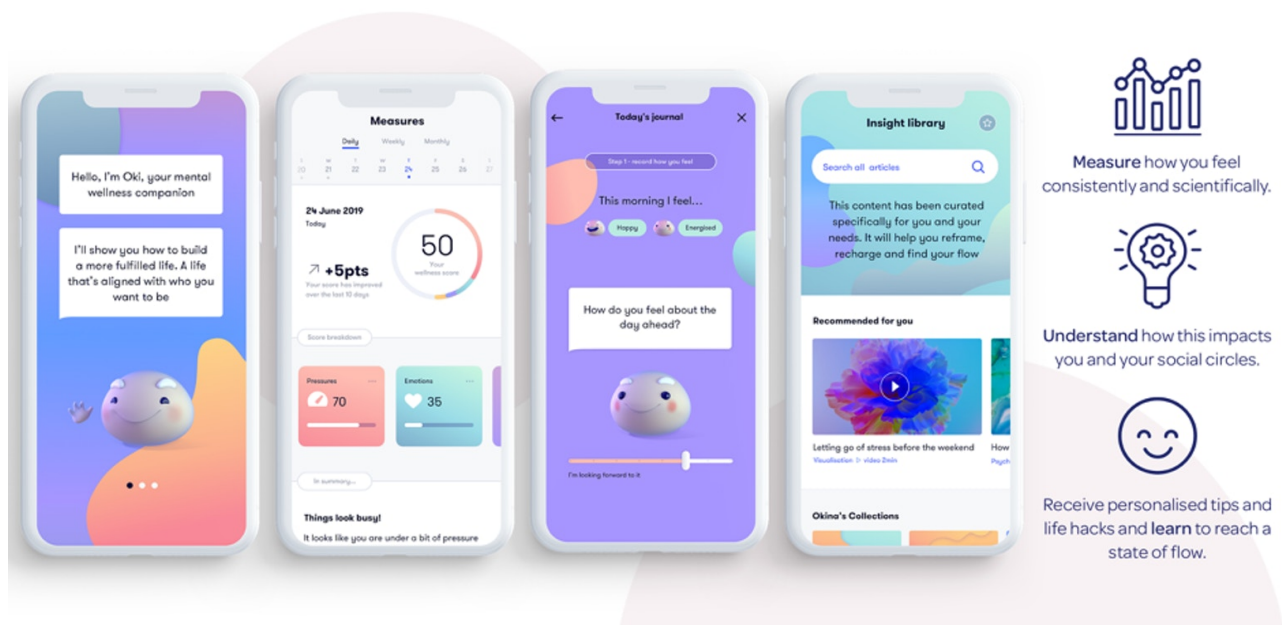 Hello, I'm Oki, your mental
wellness companion
I'll show you how to build
a more fulfilled life. A life
that's aligned with who you
want to be
Measures
Daily Weekly Monthly
T W T F S
20 21 22 23 24 25 26 27
24 June 2019
Today
50
Your
wellness score
+5pts
Your score has improved
over the last 10 days
Score breakdown
Pressures
70
Emotions
35
In summary...
Things look busy!
It looks like you are under a bit of pressure
Today's journal
Step 1 - record how you feel
This morning I feel...
Happy
Energised
How do you feel about the
day ahead?
I'm looking forward to it
Insight library
Search all articles
This content has been curated
specifically for you and your
needs. It will help you reframe,
recharge and find your flow
Recommended for you
Letting go of stress before the weekend
How
Visualisation video 2min
Psych
Okina's Collections
Measure how you feel
consistently and scientifically.
Understand how this impacts
you and your social circles.
Receive personalised tips and
life hacks and learn to reach a
state of flow.